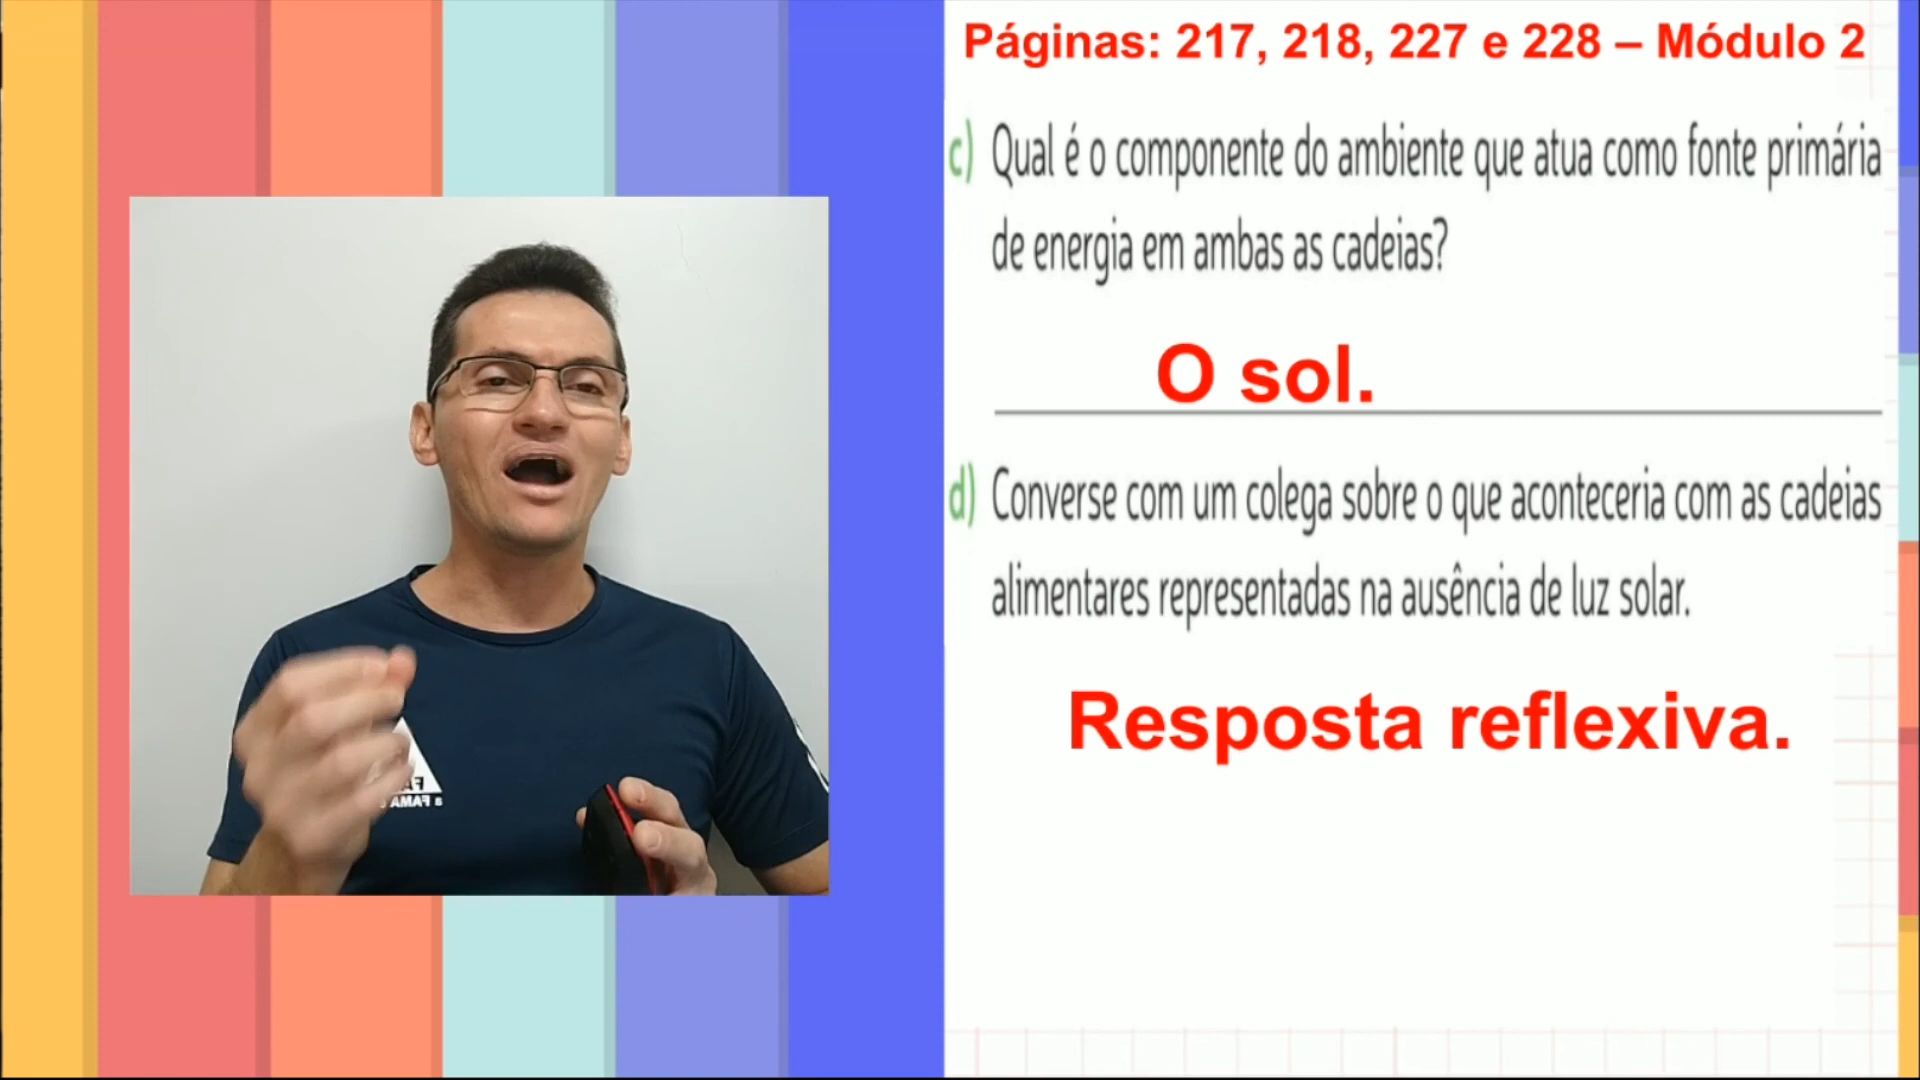 Páginas: 217, 218, 227 e 228 – Módulo 2
c) Qual é o componente do ambiente que atua como fonte primária
de energia em ambas as cadeias?
O sol.
d) Converse com um colega sobre o que aconteceria com as cadeias
alimentares representadas na ausência de luz solar.
Resposta reflexiva.